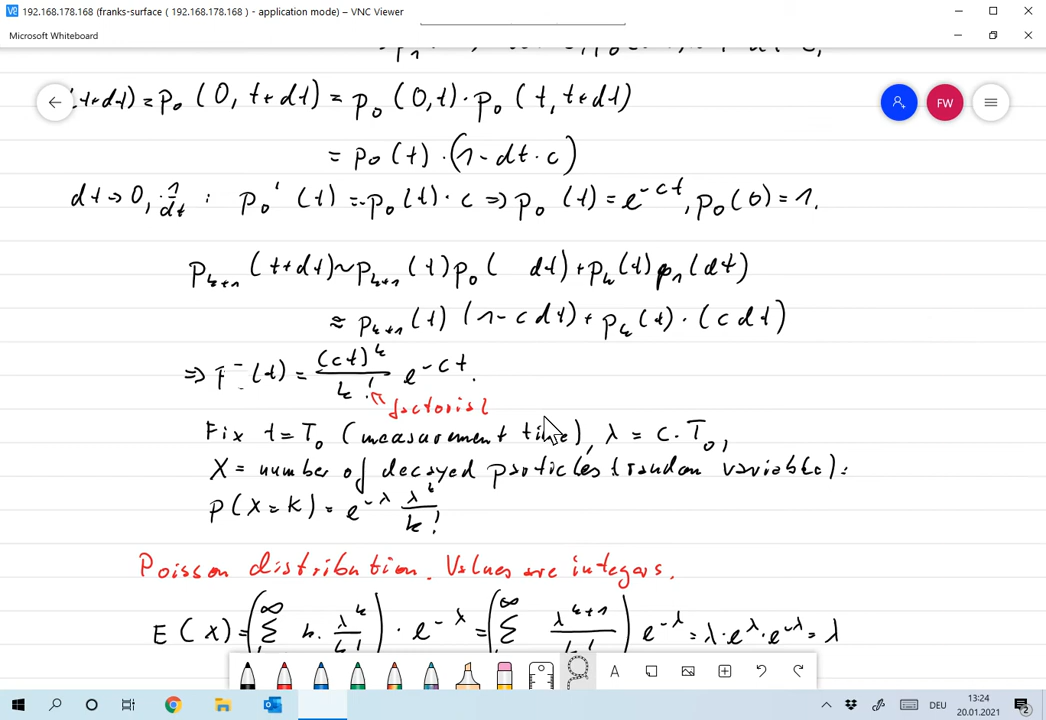 192.168.178.168 (franks-surface ( 192.168.178.168 ) - application mode) – VNC Viewer
Microsoft Whiteboard
(t+dt) = p₀ (0, t+dt) = p₀ (0,t) · p₀ (t, t+dt)
FW
= p₀ (t) · (1 - dt · c)
dt → 0, · 1/dt : p₀' (t) = -p₀ (t) · c ⇒ p₀ (t) = e^{-ct}, p₀(0) = 1.
p_{k+1} (t+dt) ~ p_{k+1} (t) p₀ ( dt) + p_k (t) p₁ (dt)
≈ p_{k+1} (t) (1 - c dt) + p_k (t) · (c dt)
⇒ (t) = (ct)^k / k! e^{-ct}.
factorial
Fix t = T₀ (measurement time), λ = c · T₀,
X = number of decayed particles (random variable):
P(X = k) = e^{-λ} λ^k / k!
Poisson distribution. Values are integers.
E(X) = (∑^∞ k · λ^k / k!) · e^{-λ} = (∑^∞ λ^{k+1} / k!) e^{-λ} = λ · e^λ · e^{-λ} = λ
DEU
13:24
20.01.2021
2